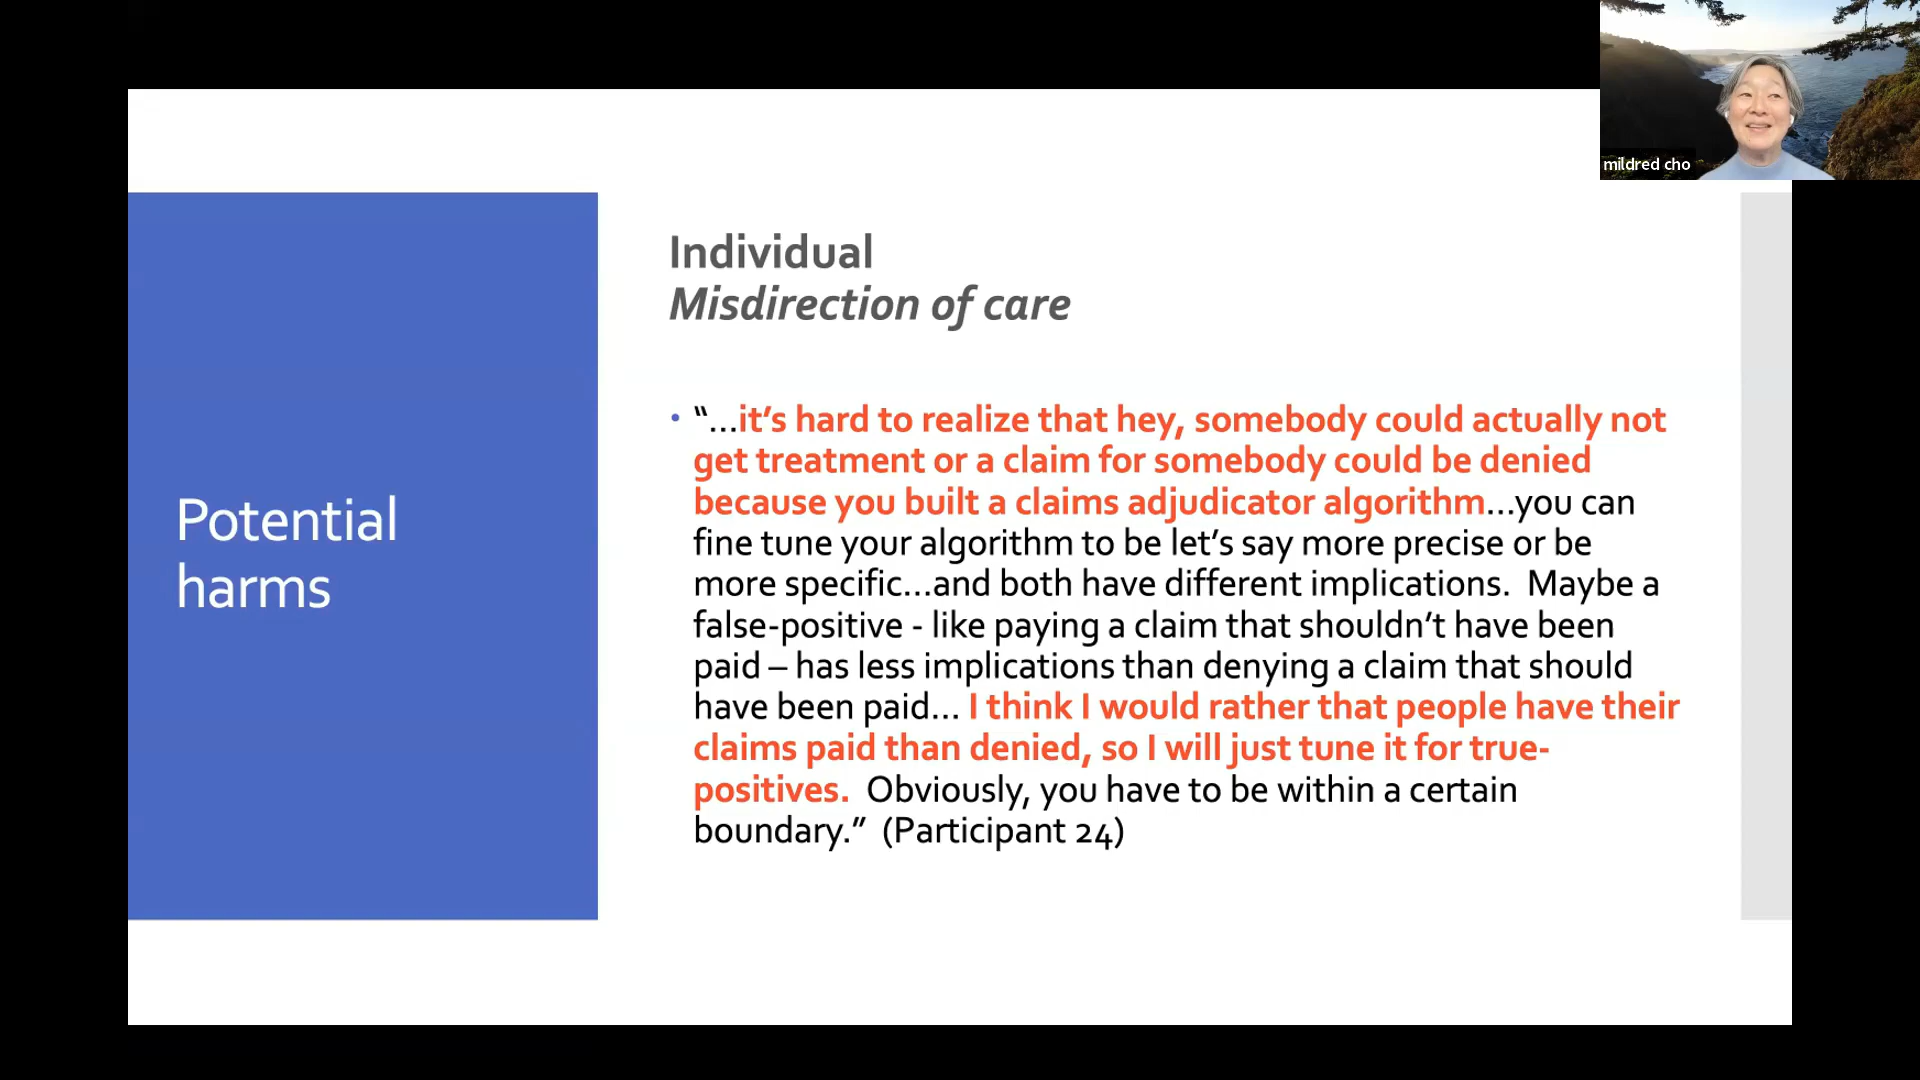 mildred cho
Potential
harms
Individual
Misdirection of care
• “…it’s hard to realize that hey, somebody could actually not
get treatment or a claim for somebody could be denied
because you built a claims adjudicator algorithm…you can
fine tune your algorithm to be let’s say more precise or be
more specific…and both have different implications.  Maybe a
false-positive - like paying a claim that shouldn’t have been
paid – has less implications than denying a claim that should
have been paid… I think I would rather that people have their
claims paid than denied, so I will just tune it for true-
positives.  Obviously, you have to be within a certain
boundary.”  (Participant 24)